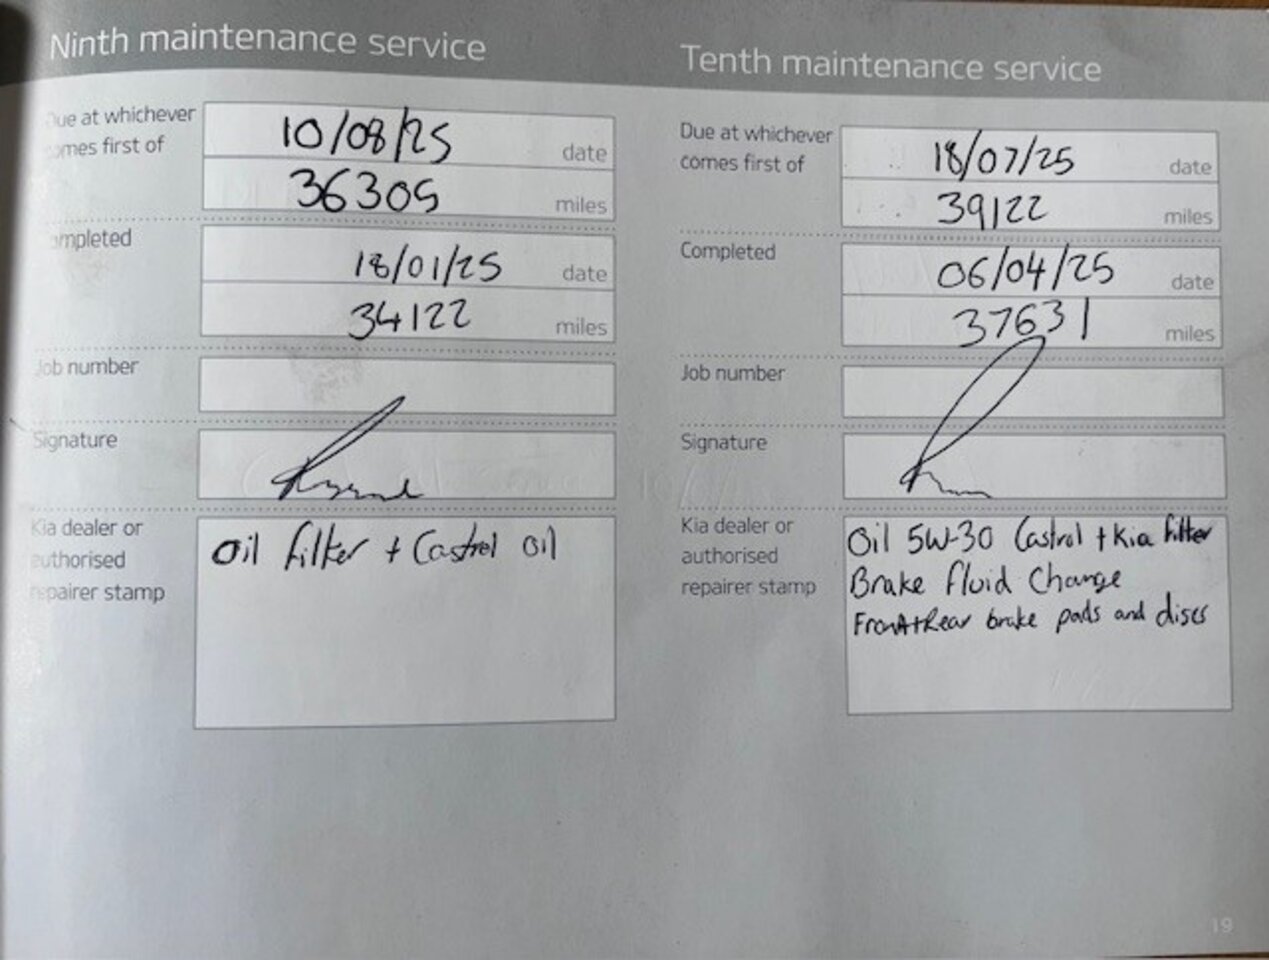 Ninth maintenance service
Due at whichever
comes first of
10/08/25 date
36305 miles
Completed
18/01/25 date
34122 miles
Job number
Signature
Kia dealer or
authorised
repairer stamp
Oil filter + Castrol oil
Tenth maintenance service
Due at whichever
comes first of
18/07/25 date
39122 miles
Completed
06/04/25 date
37631 miles
Job number
Signature
Kia dealer or
authorised
repairer stamp
Oil 5W-30 Castrol + Kia filter
Brake fluid Change
Front+Rear brake pads and discs
19